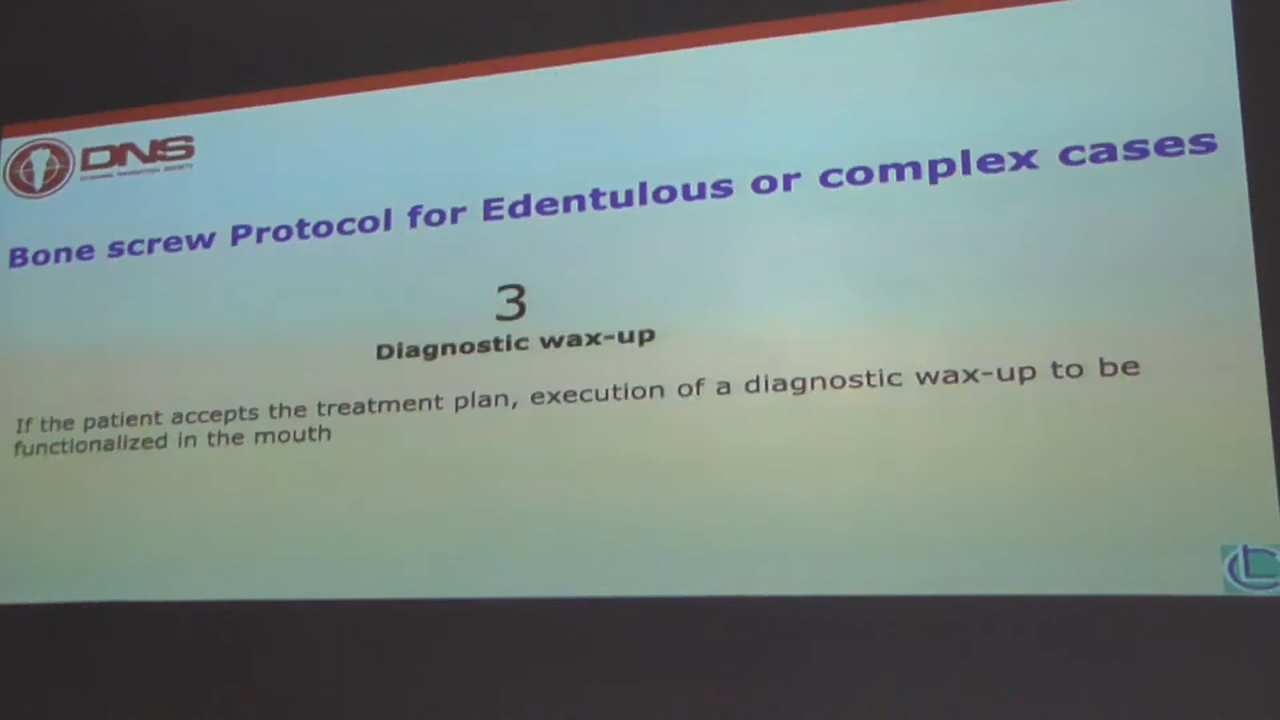 DNS
Bone screw Protocol for Edentulous or complex cases
3
Diagnostic wax-up
If the patient accepts the treatment plan, execution of a diagnostic wax-up to be
functionalized in the mouth